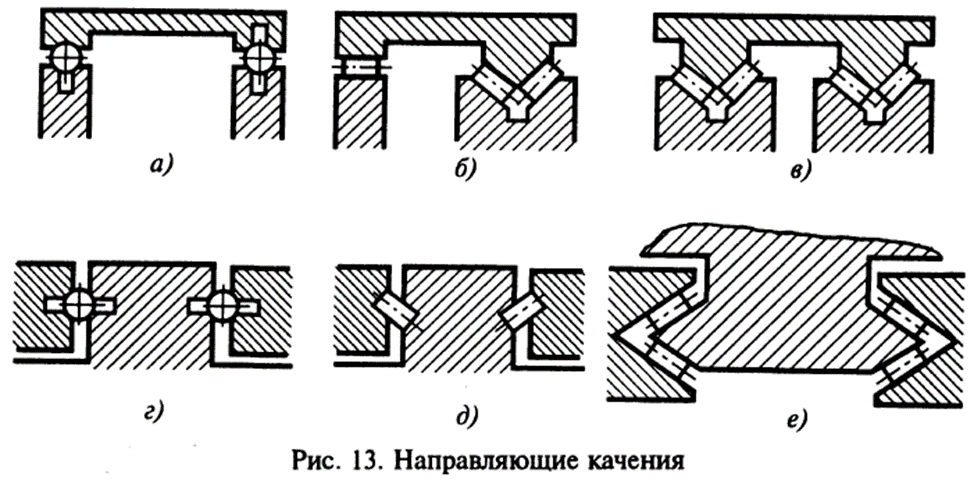 а)
б)
в)
г)
д)
е)
Рис. 13. Направляющие качения